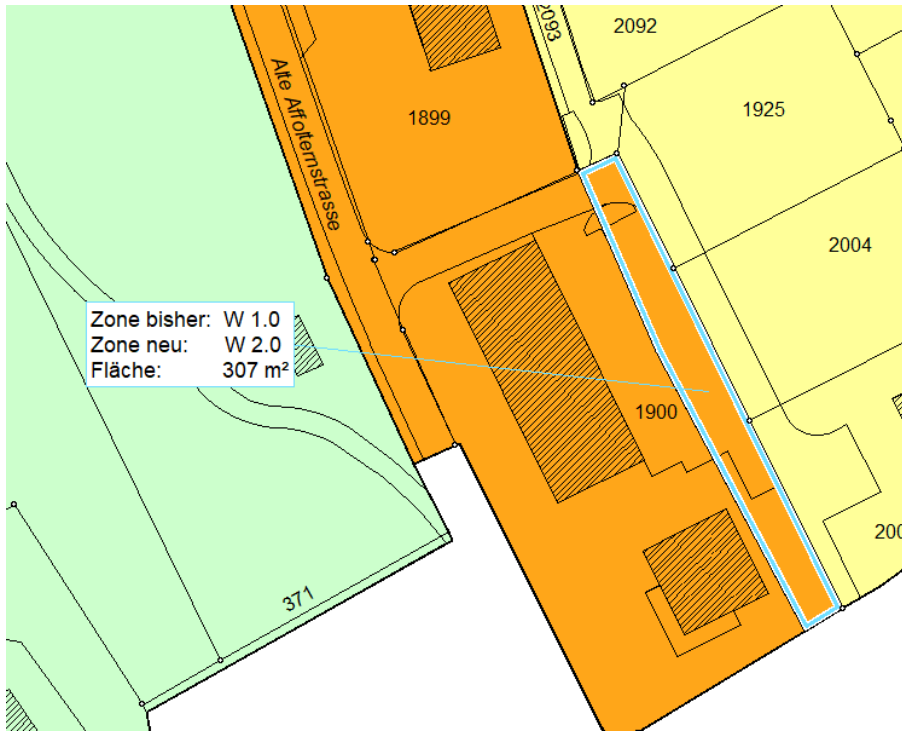 2093
2092
1925
Alte Affolternstrasse
1899
2004
Zone bisher: W 1.0
Zone neu: W 2.0
Fläche: 307 m²
1900
371